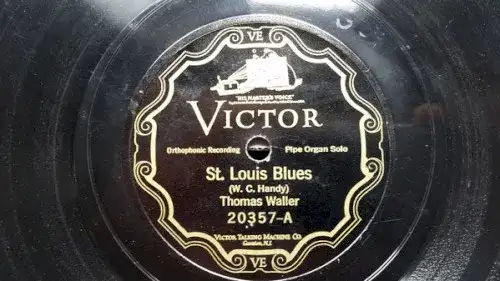 VE
"HIS MASTER'S VOICE"
VICTOR
Orthophonic Recording Pipe Organ Solo
St. Louis Blues
(W. C. Handy)
Thomas Waller
20357-A
VICTOR TALKING MACHINE CO.
Camden, N.J.
VE